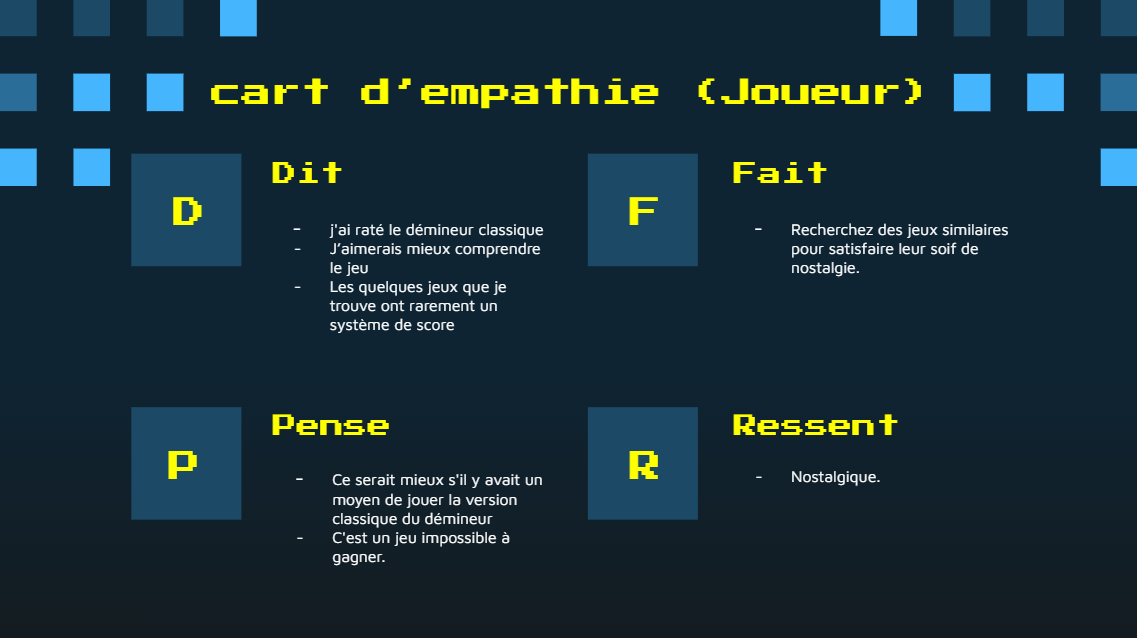 cart d'empathie (Joueur)
D
Dit
- j'ai raté le démineur classique
- J'aimerais mieux comprendre
le jeu
- Les quelques jeux que je
trouve ont rarement un
système de score
F
Fait
- Recherchez des jeux similaires
pour satisfaire leur soif de
nostalgie.
P
Pense
- Ce serait mieux s'il y avait un
moyen de jouer la version
classique du démineur
- C'est un jeu impossible à
gagner.
R
Ressent
- Nostalgique.